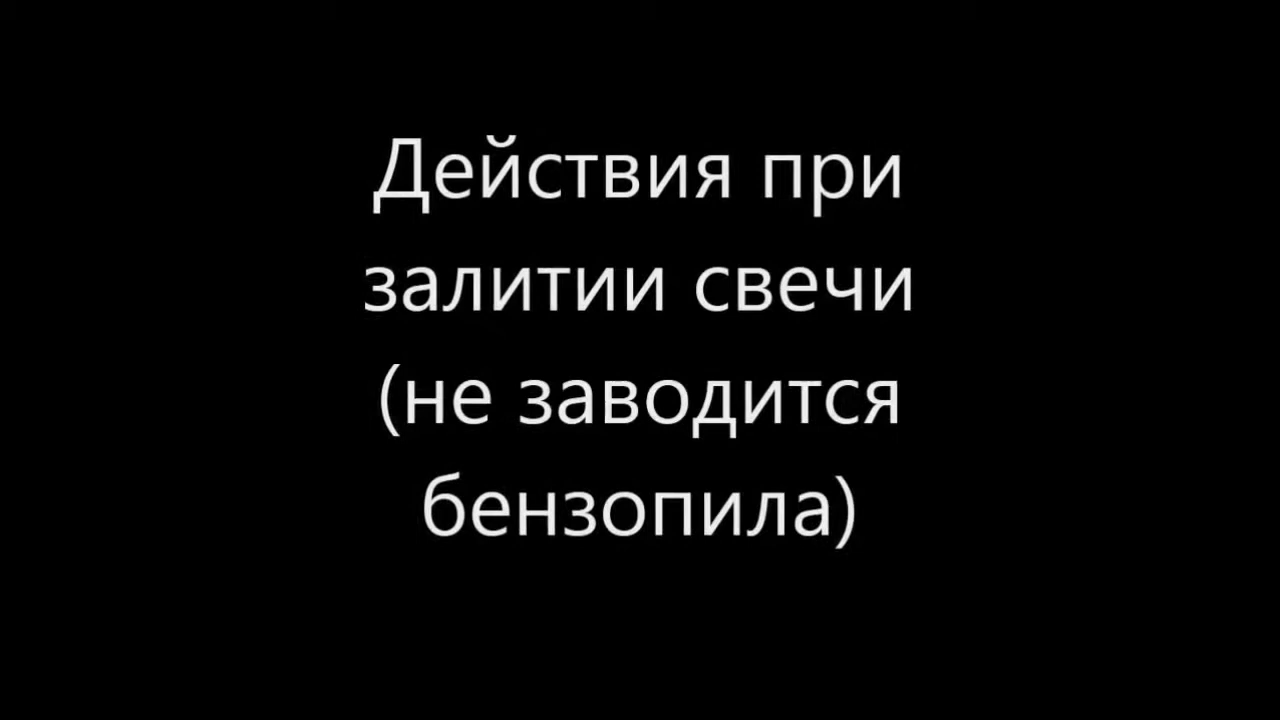 Действия при
залитии свечи
(не заводится
бензопила)